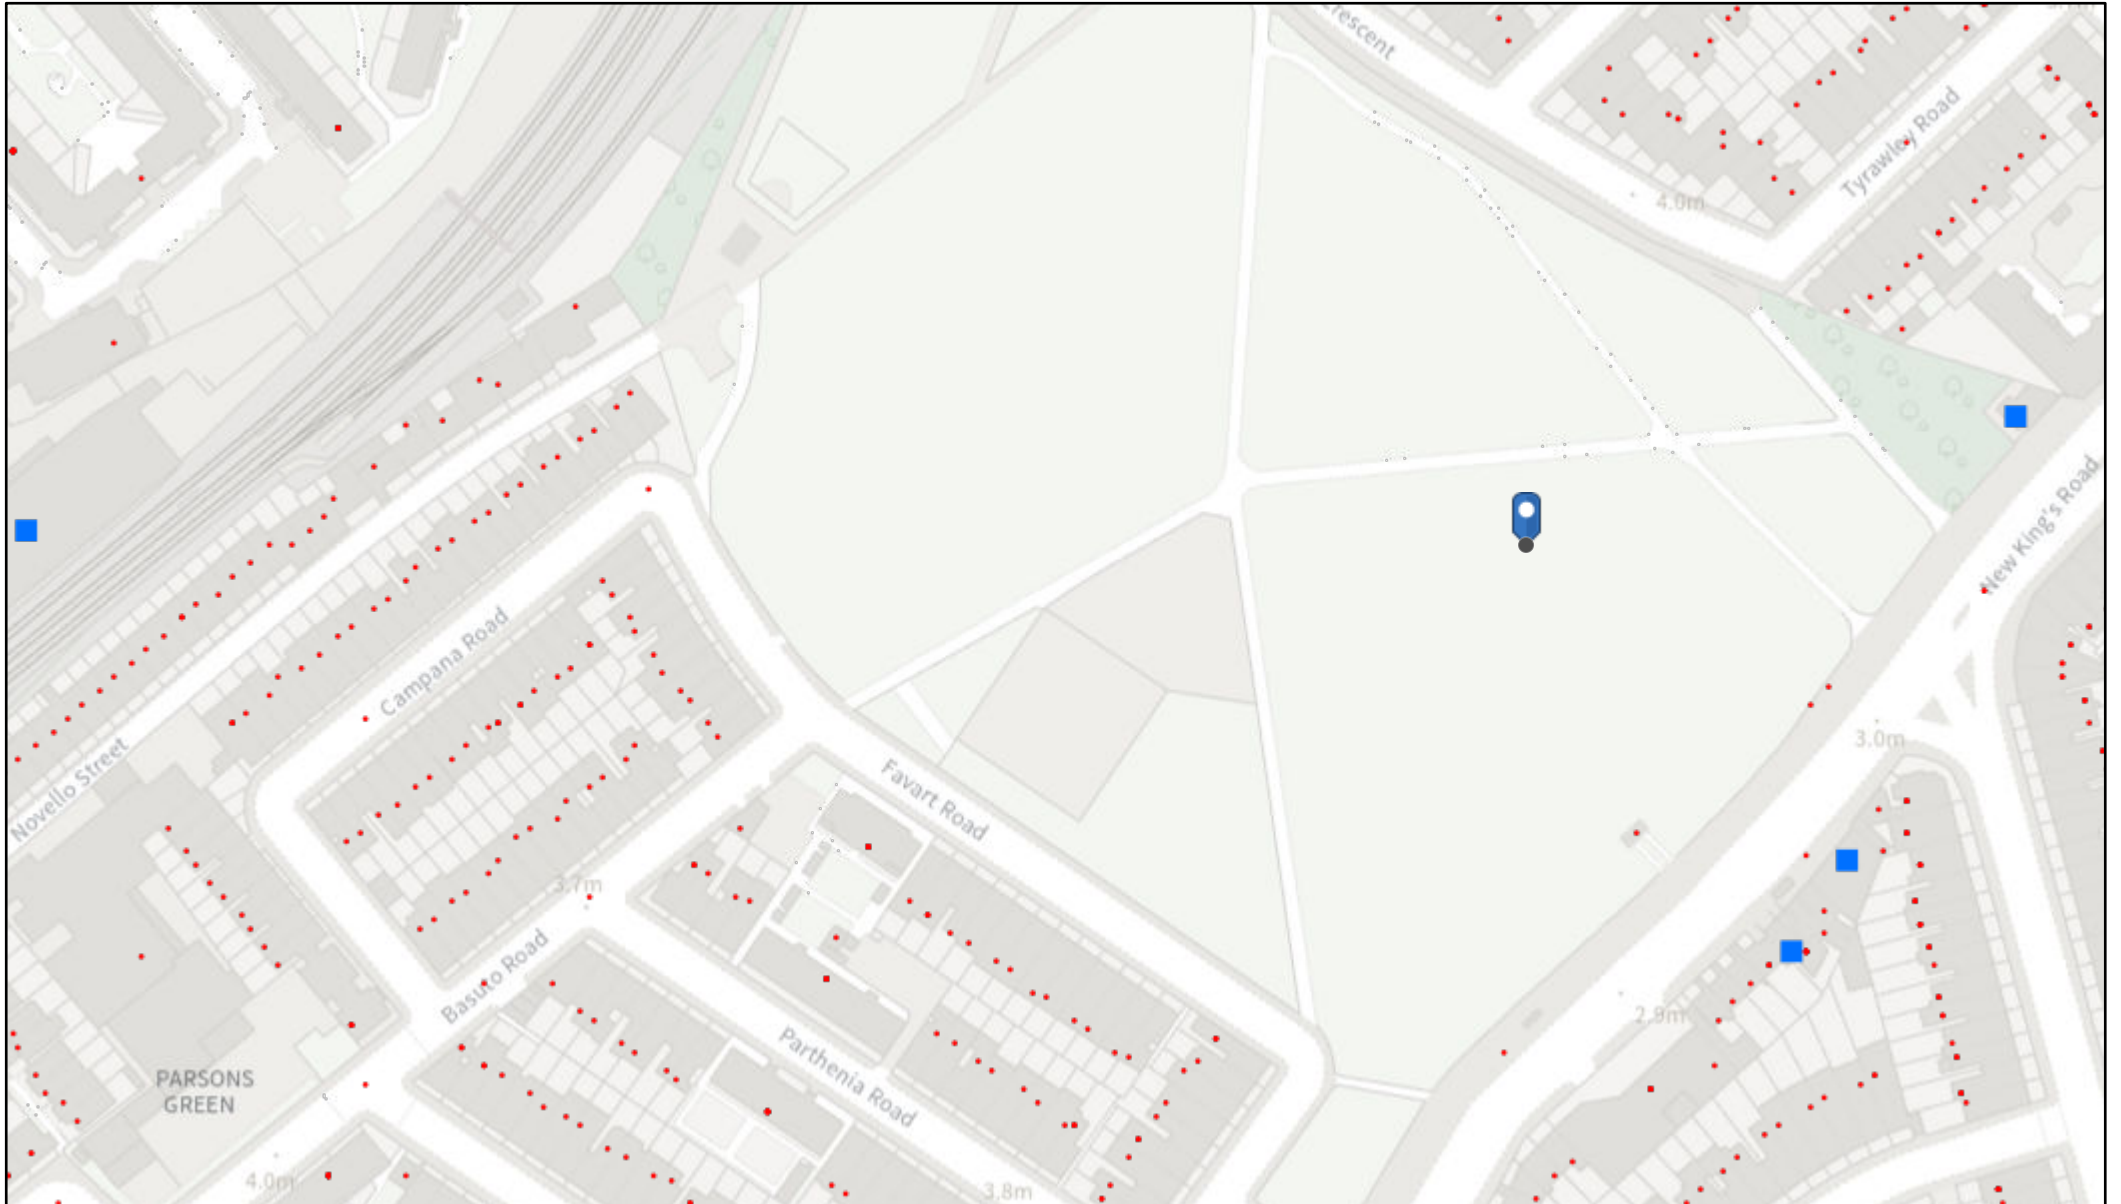 Crescent
Tyrawley Road
4.0m
New King's Road
Campana Road
3.0m
Novello Street
Favart Road
3.7m
Basuto Road
2.9m
Parthenia Road
PARSONS
GREEN
4.0m
3.8m